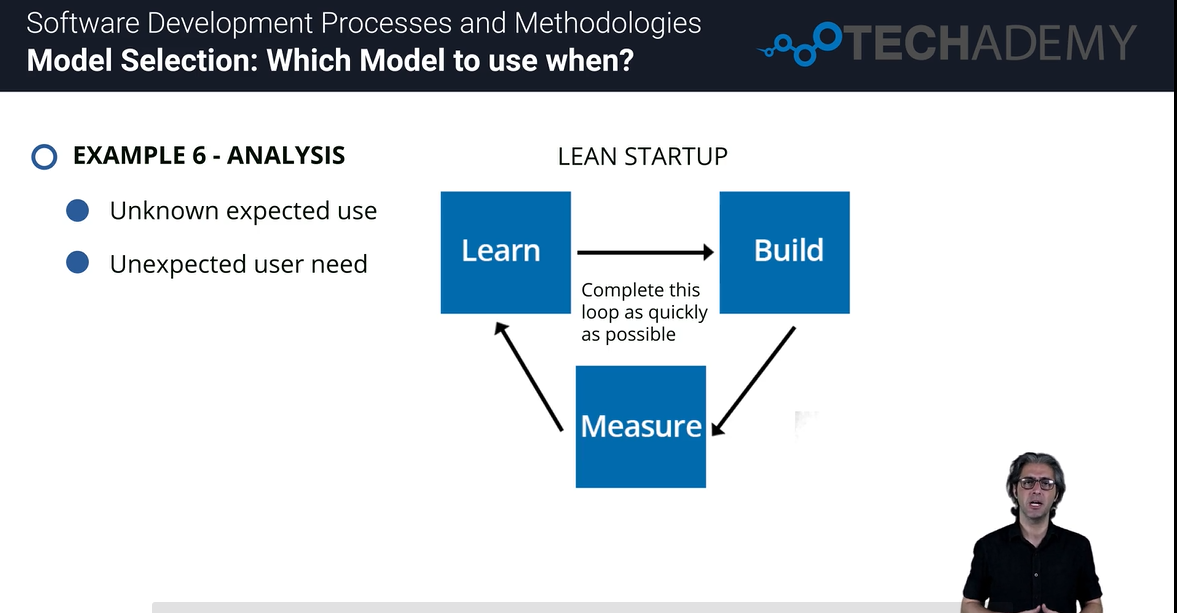 Software Development Processes and Methodologies
Model Selection: Which Model to use when?
TECHADEMY
EXAMPLE 6 - ANALYSIS
Unknown expected use
Unexpected user need
LEAN STARTUP
Learn
Build
Complete this
loop as quickly
as possible
Measure